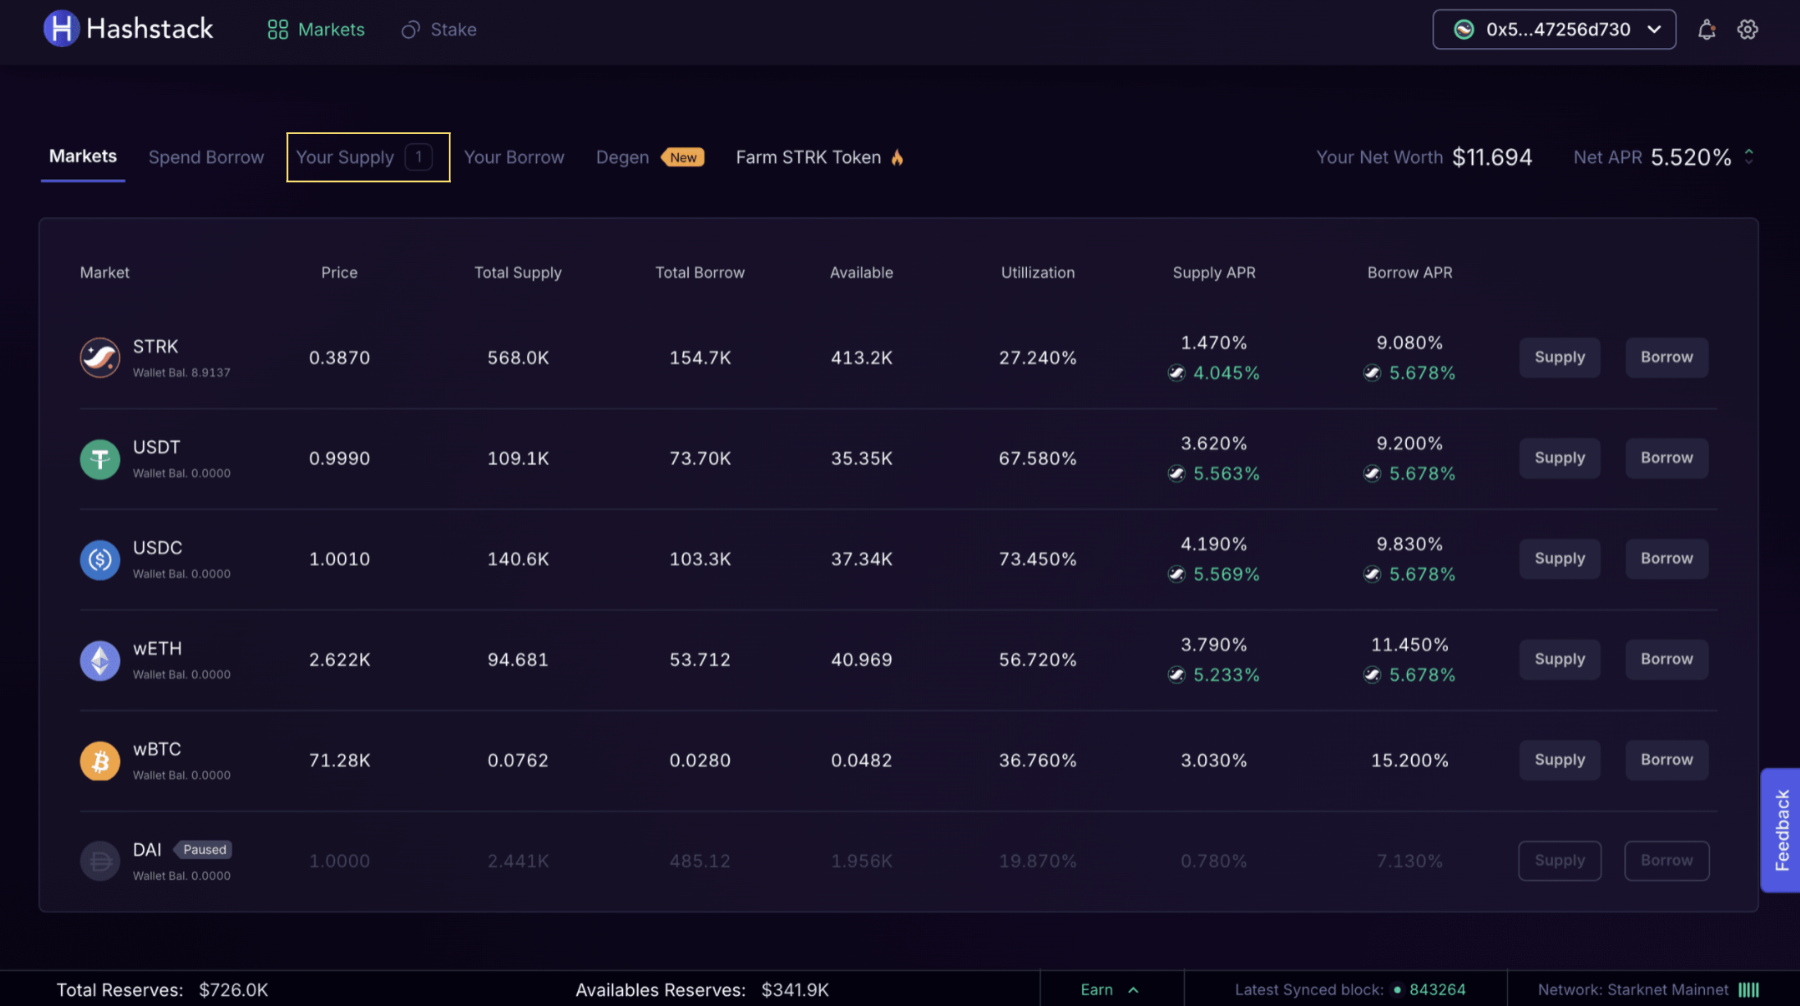 Hashstack Markets Stake 0x5...47256d730
Markets Spend Borrow Your Supply 1 Your Borrow Degen New Farm STRK Token Your Net Worth $11.694 Net APR 5.520%
Market Price Total Supply Total Borrow Available Utillization Supply APR Borrow APR
STRK 0.3870 568.0K 154.7K 413.2K 27.240% 1.470% 9.080% Supply Borrow
Wallet Bal. 8.9137 4.045% 5.678%
USDT 0.9990 109.1K 73.70K 35.35K 67.580% 3.620% 9.200% Supply Borrow
Wallet Bal. 0.0000 5.563% 5.678%
USDC 1.0010 140.6K 103.3K 37.34K 73.450% 4.190% 9.830% Supply Borrow
Wallet Bal. 0.0000 5.569% 5.678%
wETH 2.622K 94.681 53.712 40.969 56.720% 3.790% 11.450% Supply Borrow
Wallet Bal. 0.0000 5.233% 5.678%
wBTC 71.28K 0.0762 0.0280 0.0482 36.760% 3.030% 15.200% Supply Borrow
Wallet Bal. 0.0000
DAI Paused 1.0000 2.441K 485.12 1.956K 19.870% 0.780% 7.130% Supply Borrow
Wallet Bal. 0.0000
Feedback
Total Reserves: $726.0K Availables Reserves: $341.9K Earn Latest Synced block: 843264 Network: Starknet Mainnet